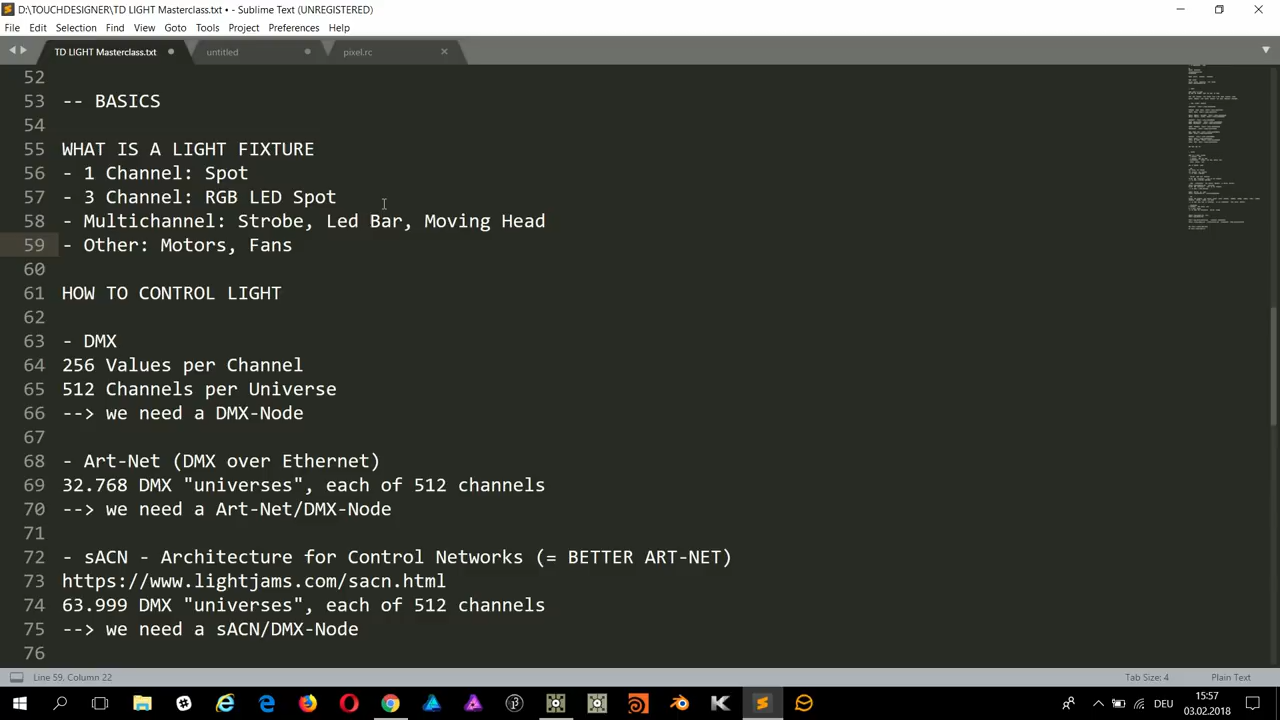 D:\TOUCHDESIGNER\TD LIGHT Masterclass.txt • - Sublime Text (UNREGISTERED)
File Edit Selection Find View Goto Tools Project Preferences Help
TD LIGHT Masterclass.txt untitled pixel.rc
52
53 -- BASICS
54
55 WHAT IS A LIGHT FIXTURE
56 - 1 Channel: Spot
57 - 3 Channel: RGB LED Spot
58 - Multichannel: Strobe, Led Bar, Moving Head
59 - Other: Motors, Fans
60
61 HOW TO CONTROL LIGHT
62
63 - DMX
64 256 Values per Channel
65 512 Channels per Universe
66 --> we need a DMX-Node
67
68 - Art-Net (DMX over Ethernet)
69 32.768 DMX "universes", each of 512 channels
70 --> we need a Art-Net/DMX-Node
71
72 - sACN - Architecture for Control Networks (= BETTER ART-NET)
73 https://www.lightjams.com/sacn.html
74 63.999 DMX "universes", each of 512 channels
75 --> we need a sACN/DMX-Node
76
Line 59, Column 22 Tab Size: 4 Plain Text
DEU 15:57
03.02.2018